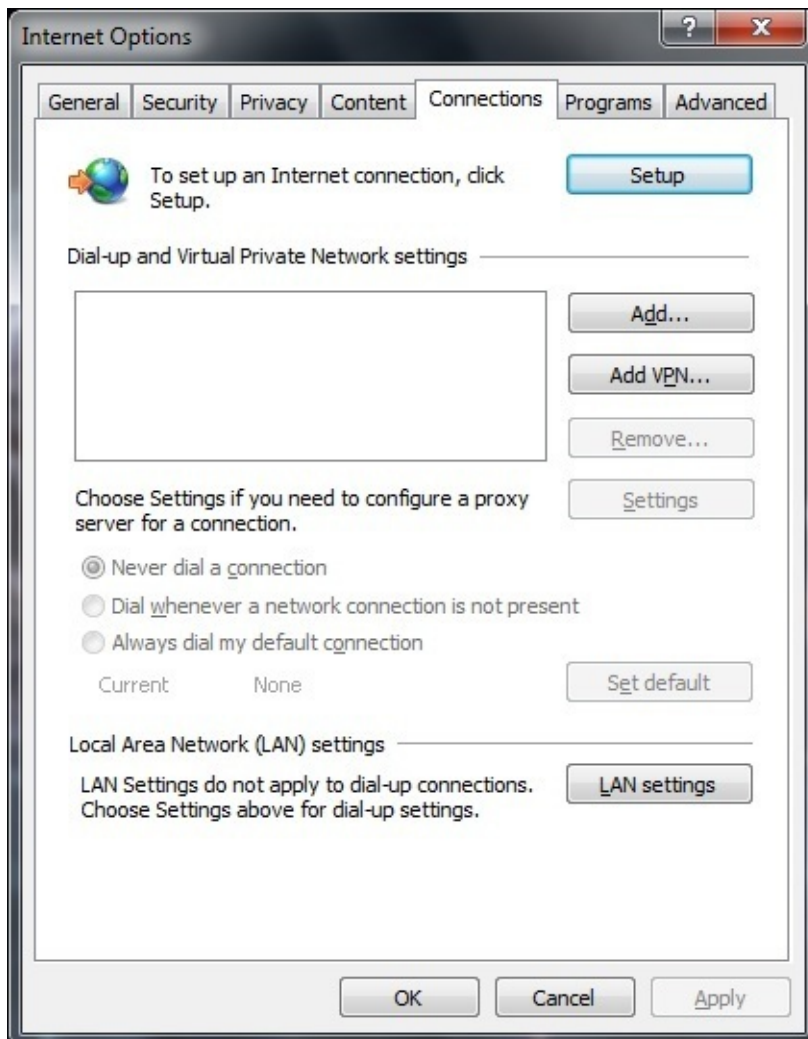 Internet Options
?
X
General Security Privacy Content Connections Programs Advanced
To set up an Internet connection, click Setup.
Setup
Dial-up and Virtual Private Network settings
Add...
Add VPN...
Remove...
Choose Settings if you need to configure a proxy
server for a connection.
Settings
Never dial a connection
Dial whenever a network connection is not present
Always dial my default connection
Current None
Set default
Local Area Network (LAN) settings
LAN Settings do not apply to dial-up connections.
Choose Settings above for dial-up settings.
LAN settings
OK Cancel Apply